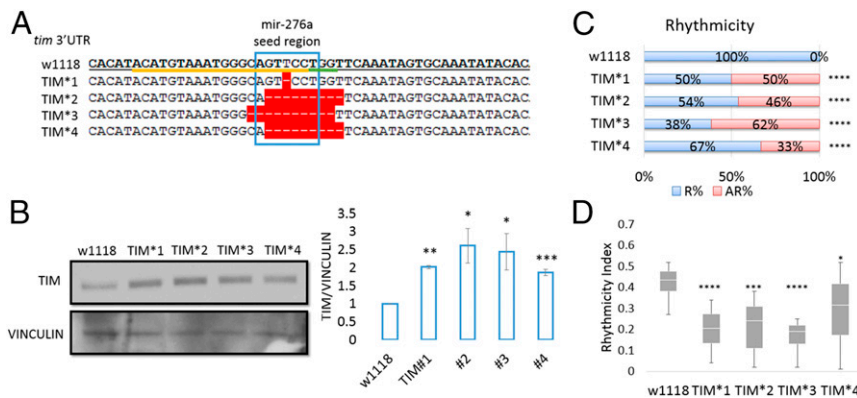 A
mir-276a
seed region
tim 3'UTR
w1118 CACATACATGTAAATGGGCAGTTCCTGGTTCAAATAGTGCAAATATACAC.
TIM*1 CACATACATGTAAATGGGCAGT-CCTGGTTCAAATAGTGCAAATATACAC.
TIM*2 CACATACATGTAAATGGGCA---------TCAAATAGTGCAAATATACAC.
TIM*3 CACATACATGTAAATGGG----------TTCAAATAGTGCAAATATACAC.
TIM*4 CACATACATGTAAATGGGCA---------TCAAATAGTGCAAATATACAC.
B
w1118 TIM*1 TIM*2 TIM*3 TIM*4
TIM
VINCULIN
TIM/VINCULIN
3.5
3
2.5
2
1.5
1
0.5
0
** * * ***
w1118 TIM#1 #2 #3 #4
C
Rhythmicity
w1118 100% 0%
TIM*1 50% 50% ****
TIM*2 54% 46% ****
TIM*3 38% 62% ****
TIM*4 67% 33% ****
0% 50% 100%
R% AR%
D
Rhythmicity Index
0.7
0.6
0.5
0.4
0.3
0.2
0.1
0
**** *** **** *
w1118 TIM*1 TIM*2 TIM*3 TIM*4